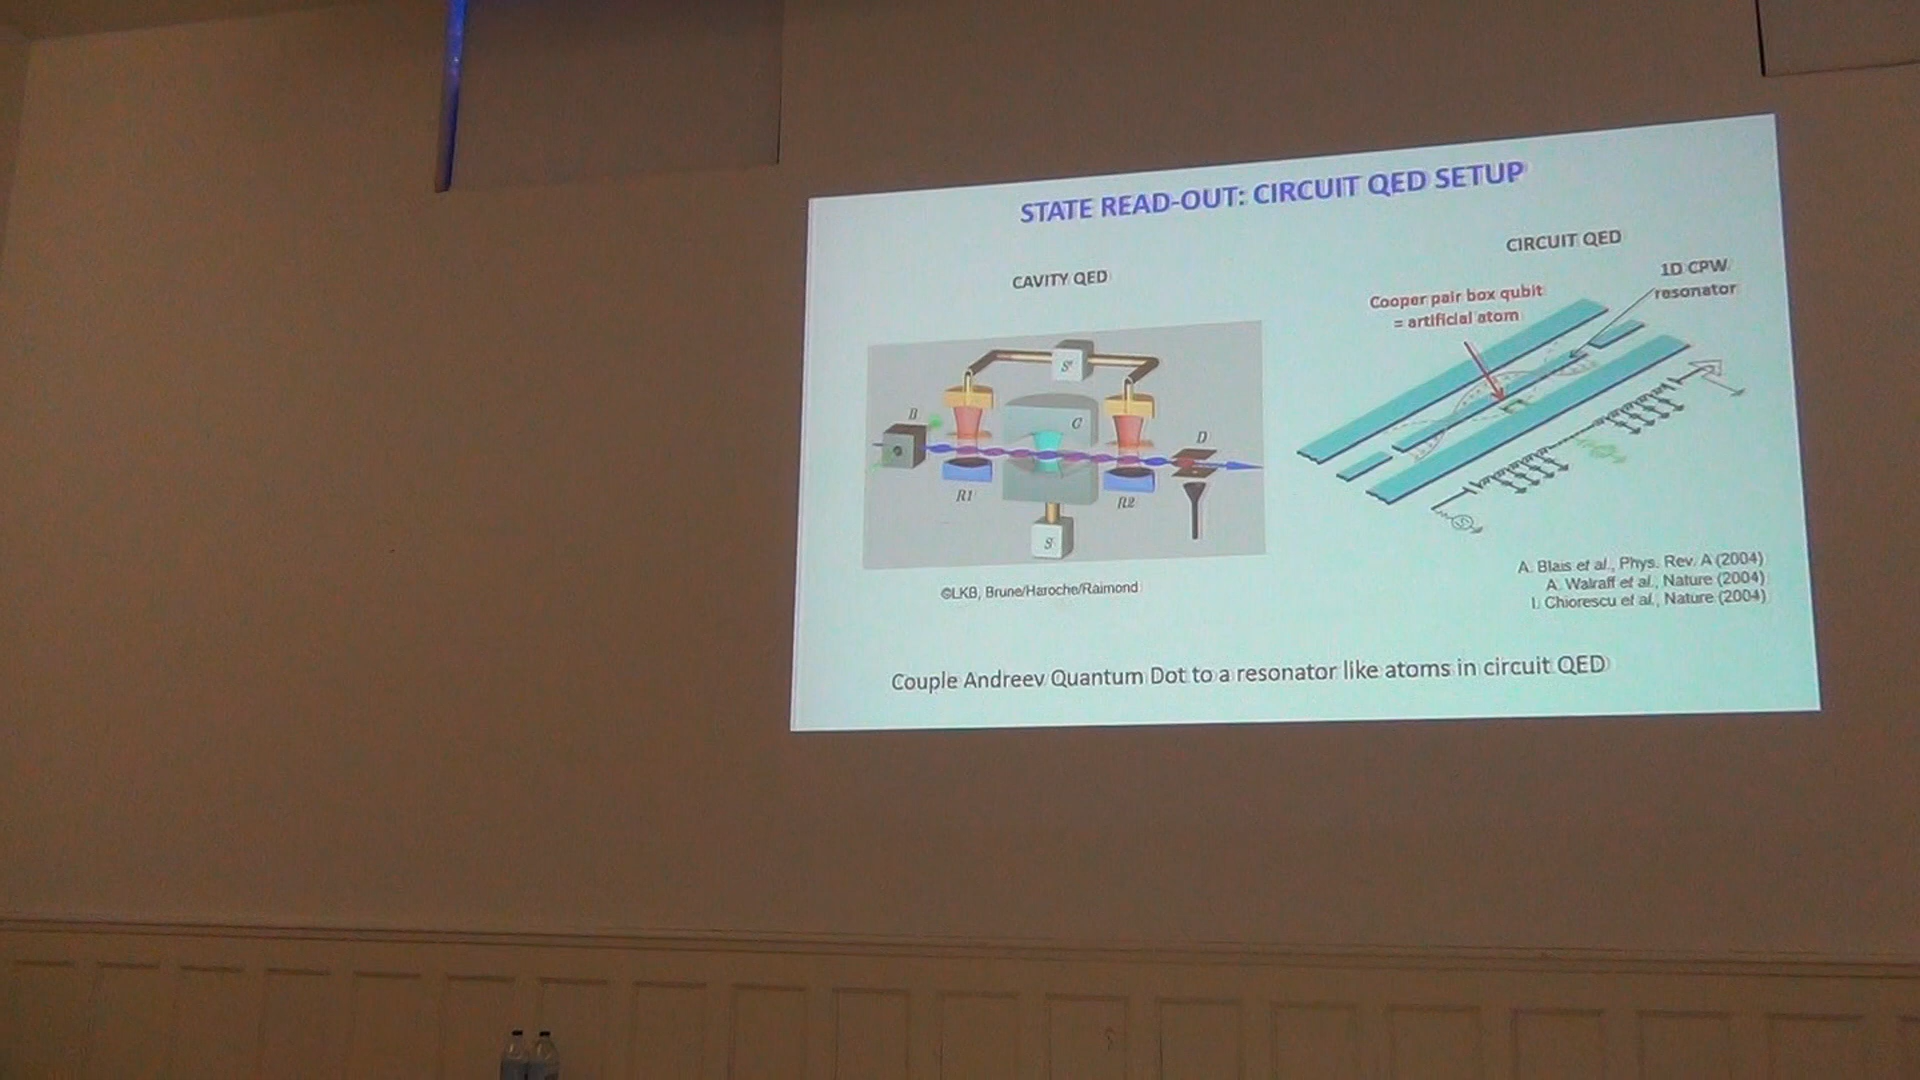 STATE READ-OUT: CIRCUIT QED SETUP
CAVITY QED
CIRCUIT QED
1D CPW
resonator
Cooper pair box qubit
= artificial atom
S'
B
C
D
R1
R2
S
©LKB, Brune/Haroche/Raimond
A. Blais et al., Phys. Rev. A (2004)
A. Walraff et al., Nature (2004)
I. Chiorescu et al., Nature (2004)
Couple Andreev Quantum Dot to a resonator like atoms in circuit QED